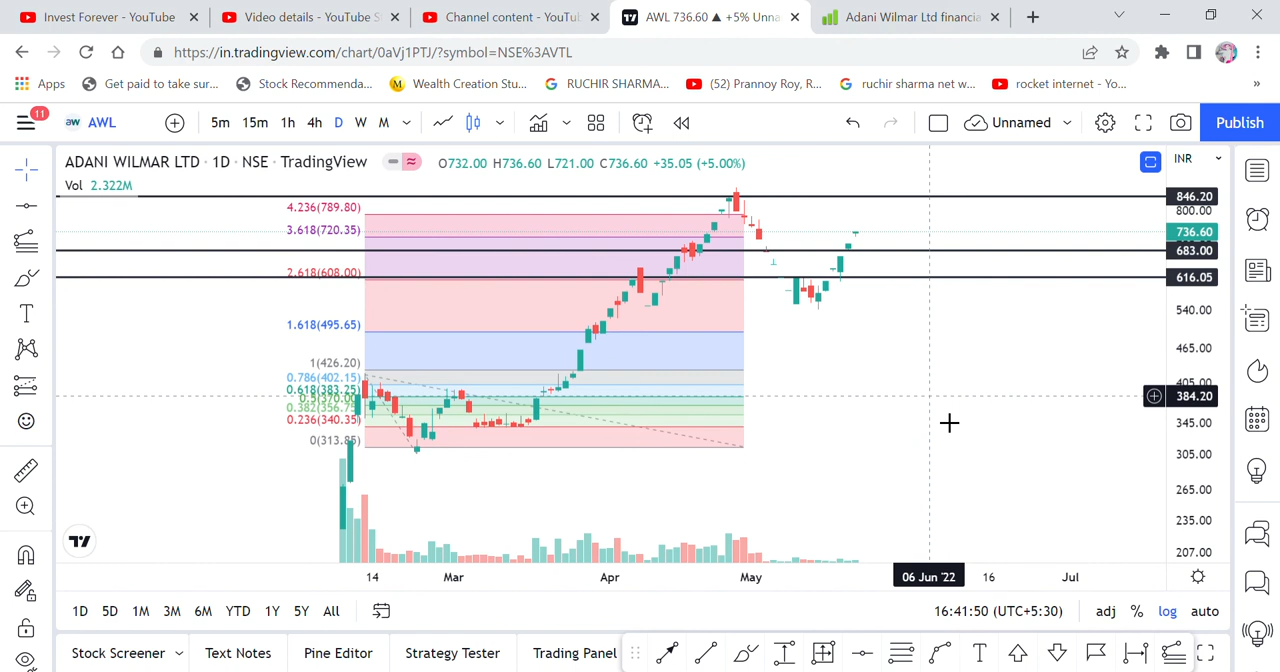 Invest Forever - YouTube
Video details - YouTube S
Channel content - YouTu
AWL 736.60 ▲ +5% Unna
Adani Wilmar Ltd financia
https://in.tradingview.com/chart/0aVj1PTJ/?symbol=NSE%3AVTL
Apps
Get paid to take sur...
Stock Recommenda...
Wealth Creation Stu...
RUCHIR SHARMA...
(52) Prannoy Roy, R...
ruchir sharma net w...
rocket internet - Yo...
»
11
aw AWL
5m 15m 1h 4h D W M
Unnamed
Publish
ADANI WILMAR LTD · 1D · NSE · TradingView
O732.00 H736.60 L721.00 C736.60 +35.05 (+5.00%)
INR
Vol 2.322M
846.20
800.00
736.60
683.00
616.05
540.00
465.00
405.00
384.20
345.00
305.00
265.00
235.00
207.00
4.236(789.80)
3.618(720.35)
2.618(608.00)
1.618(495.65)
1(426.20)
0.786(402.15)
0.618(383.25)
0.5(370.00)
0.382(356.75)
0.236(340.35)
0(313.85)
14 Mar Apr May 06 Jun '22 16 Jul
1D 5D 1M 3M 6M YTD 1Y 5Y All
16:41:50 (UTC+5:30) adj % log auto
Stock Screener Text Notes Pine Editor Strategy Tester Trading Panel